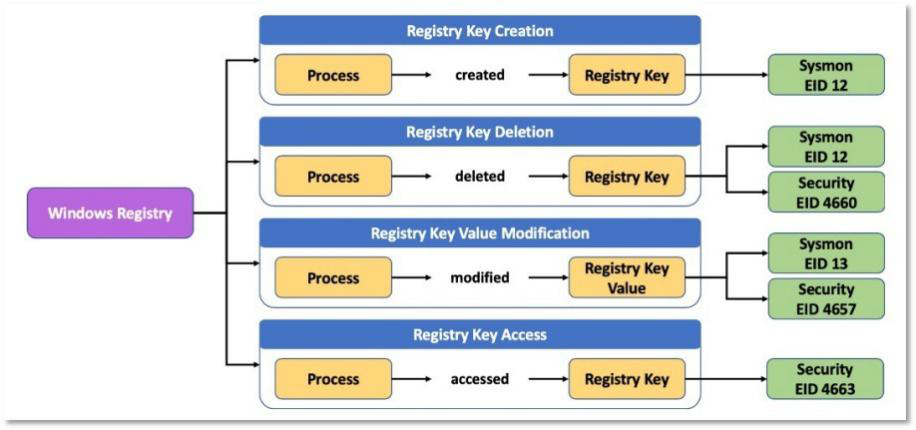 Registry Key Creation
Process
created
Registry Key
Sysmon
EID 12
Registry Key Deletion
Process
deleted
Registry Key
Sysmon
EID 12
Security
EID 4660
Windows Registry
Registry Key Value Modification
Process
modified
Registry Key
Value
Sysmon
EID 13
Security
EID 4657
Registry Key Access
Process
accessed
Registry Key
Security
EID 4663